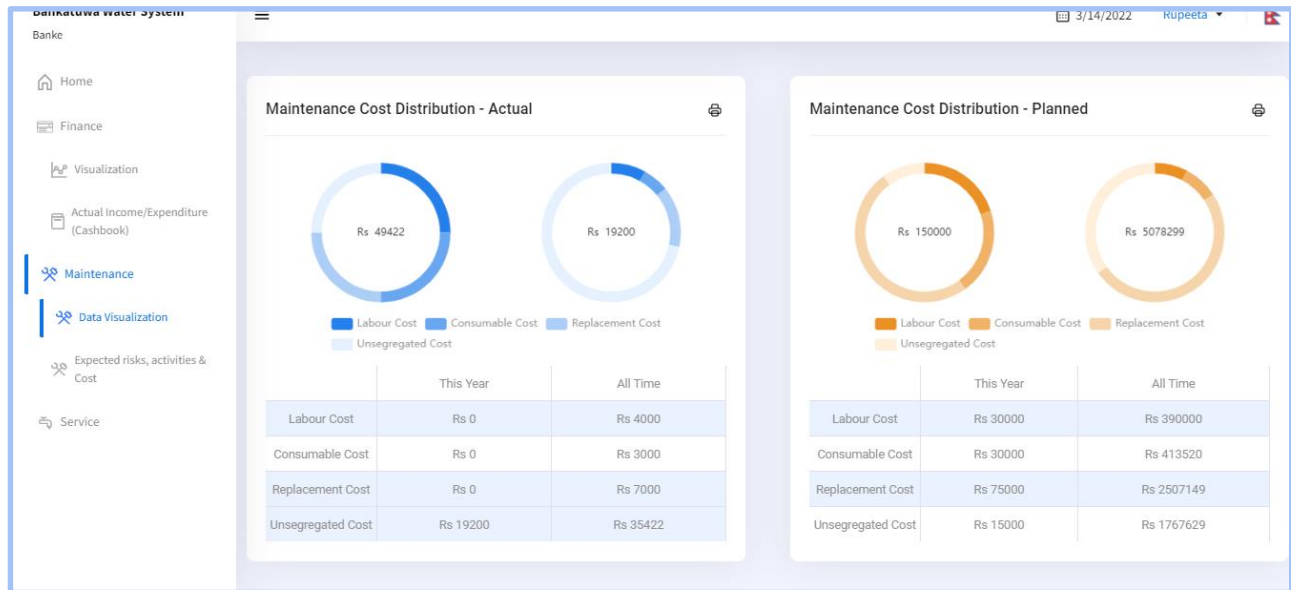 Bankatuwa Water System
Banke
3/14/2022 Rupeeta
Home
Finance
Visualization
Actual Income/Expenditure
(Cashbook)
Maintenance
Data Visualization
Expected risks, activities &
Cost
Service
Maintenance Cost Distribution - Actual
Rs 49422
Rs 19200
Labour Cost Consumable Cost Replacement Cost
Unsegregated Cost
This Year All Time
Labour Cost Rs 0 Rs 4000
Consumable Cost Rs 0 Rs 3000
Replacement Cost Rs 0 Rs 7000
Unsegregated Cost Rs 19200 Rs 35422
Maintenance Cost Distribution - Planned
Rs 150000
Rs 5078299
Labour Cost Consumable Cost Replacement Cost
Unsegregated Cost
This Year All Time
Labour Cost Rs 30000 Rs 390000
Consumable Cost Rs 30000 Rs 413520
Replacement Cost Rs 75000 Rs 2507149
Unsegregated Cost Rs 15000 Rs 1767629